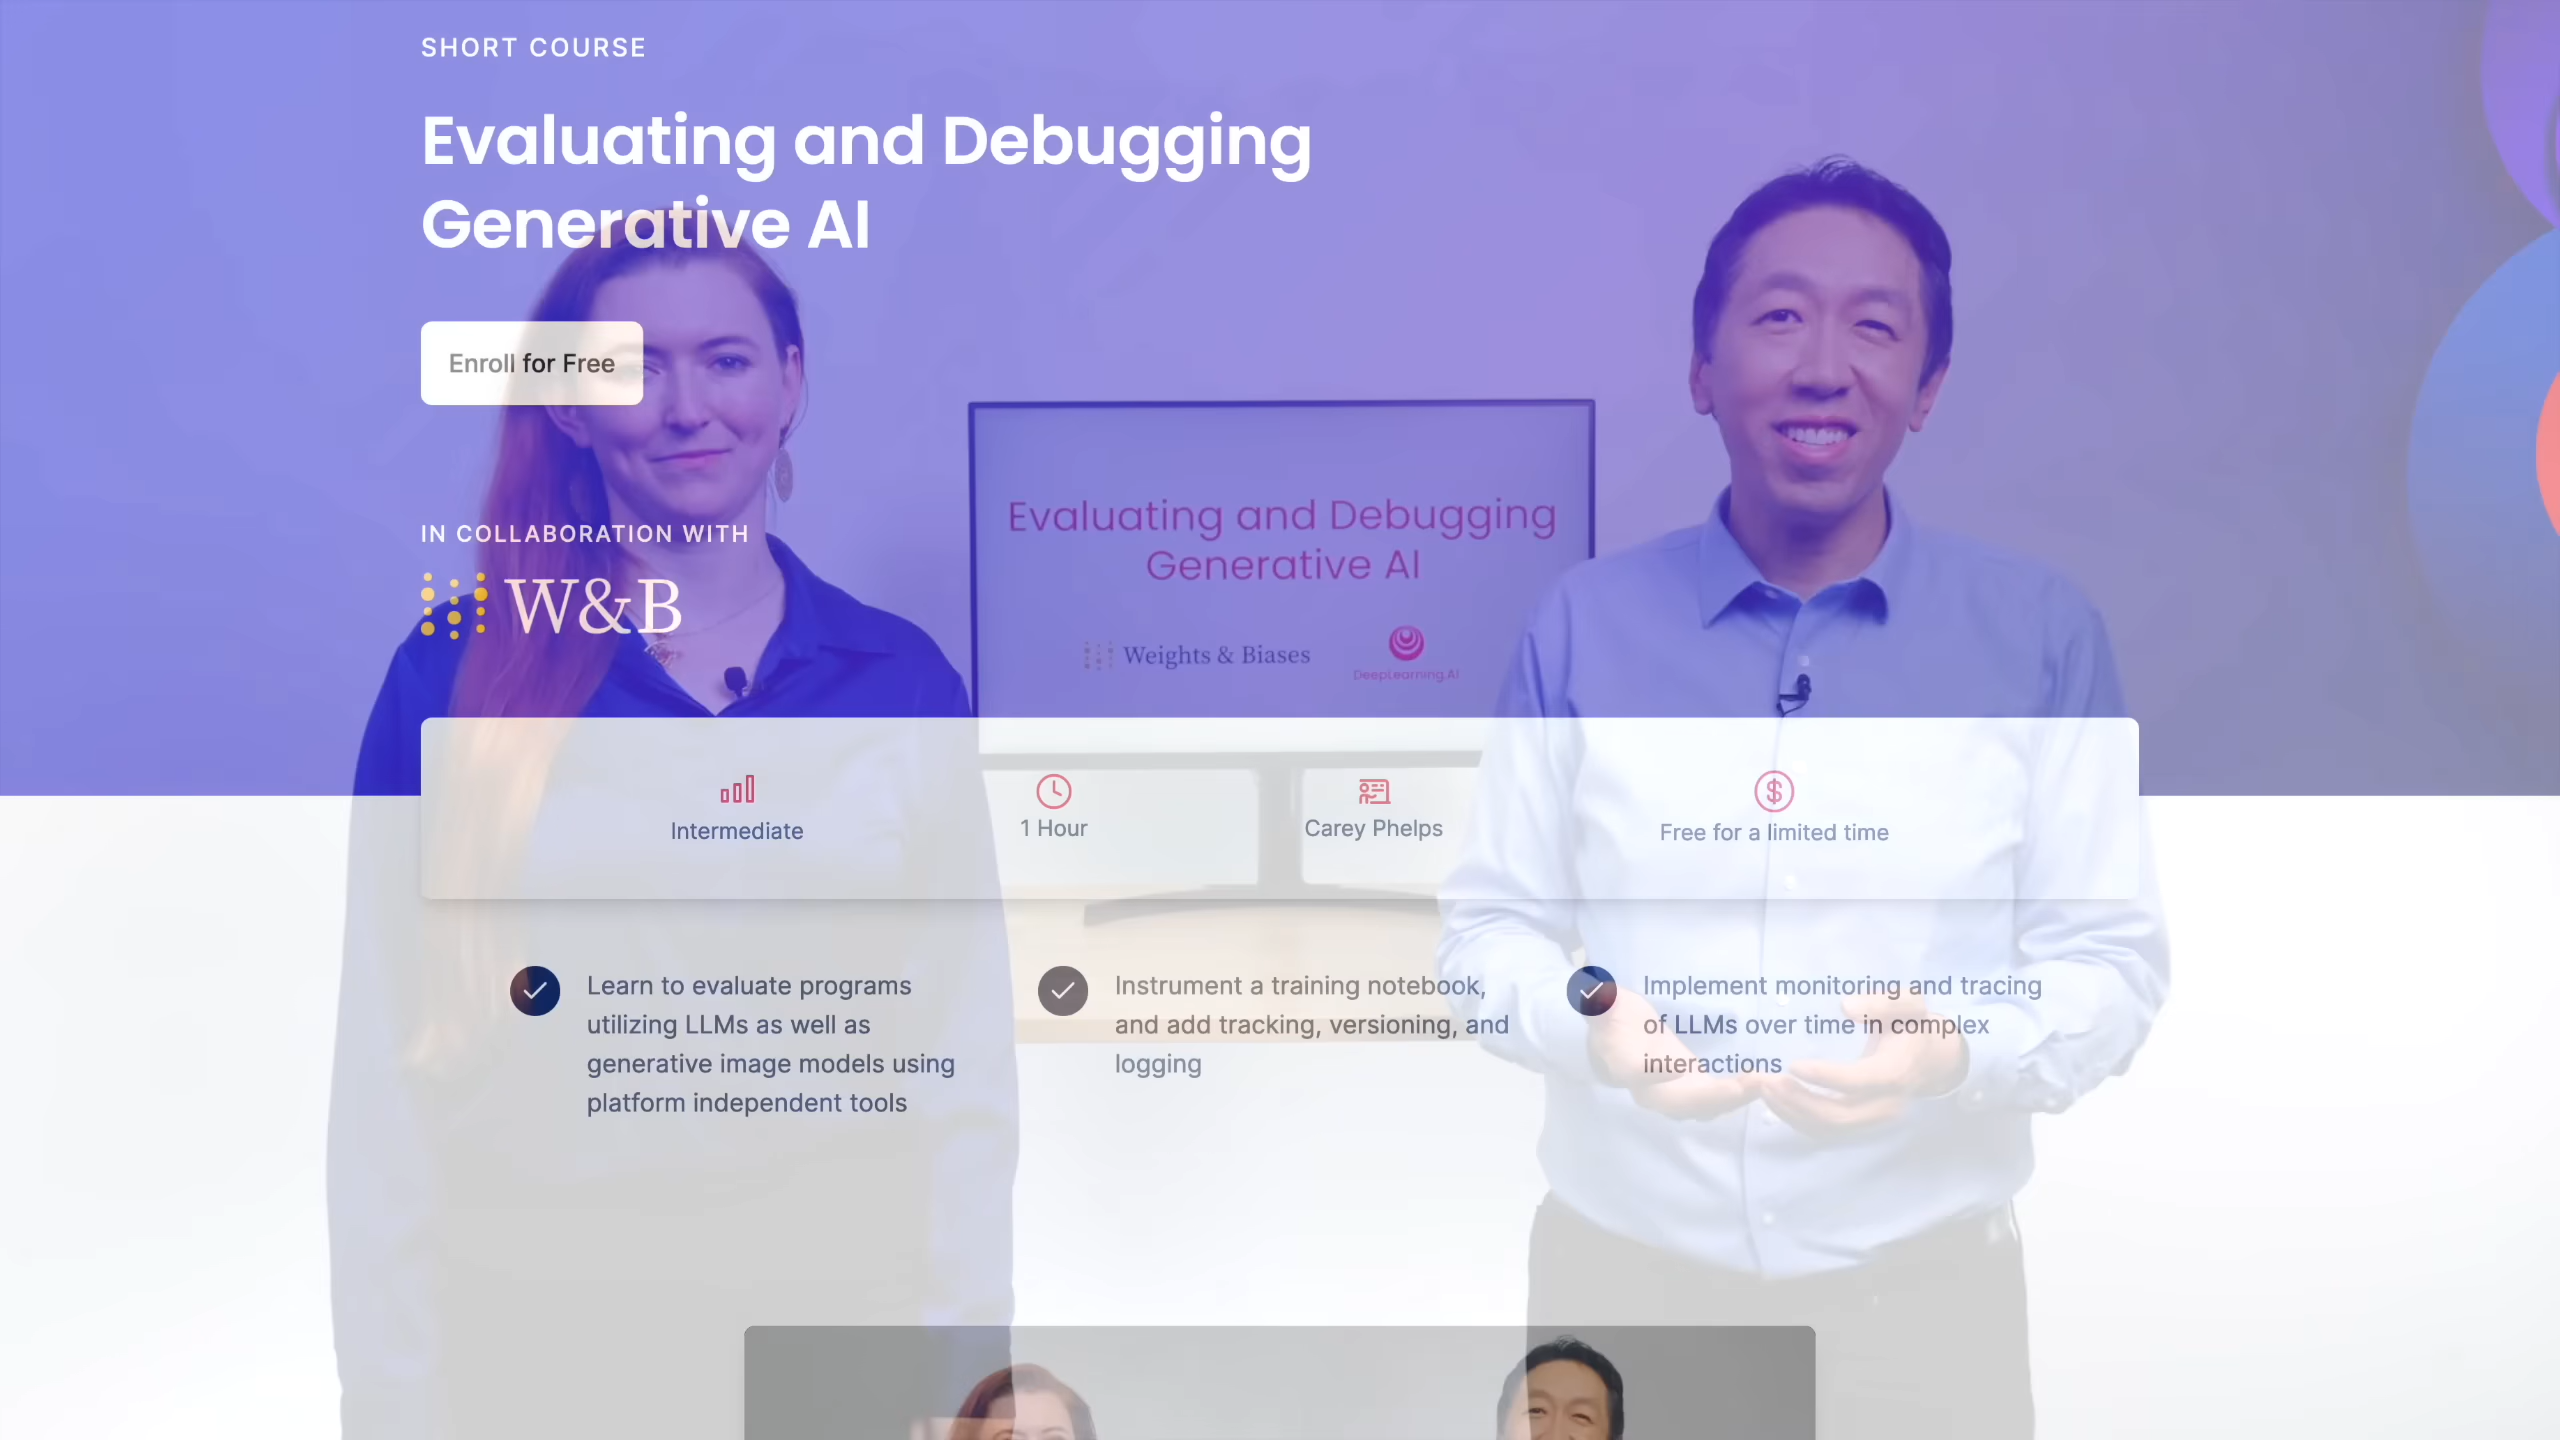 SHORT COURSE
Evaluating and Debugging
Generative AI
Enroll for Free
IN COLLABORATION WITH
W&B
Evaluating and Debugging
Generative AI
Weights & Biases
DeepLearning.AI
Intermediate
1 Hour
Carey Phelps
Free for a limited time
Learn to evaluate programs
utilizing LLMs as well as
generative image models using
platform independent tools
Instrument a training notebook,
and add tracking, versioning, and
logging
Implement monitoring and tracing
of LLMs over time in complex
interactions